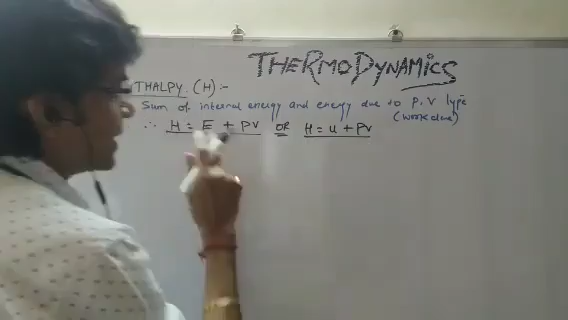 THERMODYNAMICS
THALPY (H) :-
Sum of internal energy and energy due to P.V type
(work done)
∴ H = E + PV OR H = u + PV